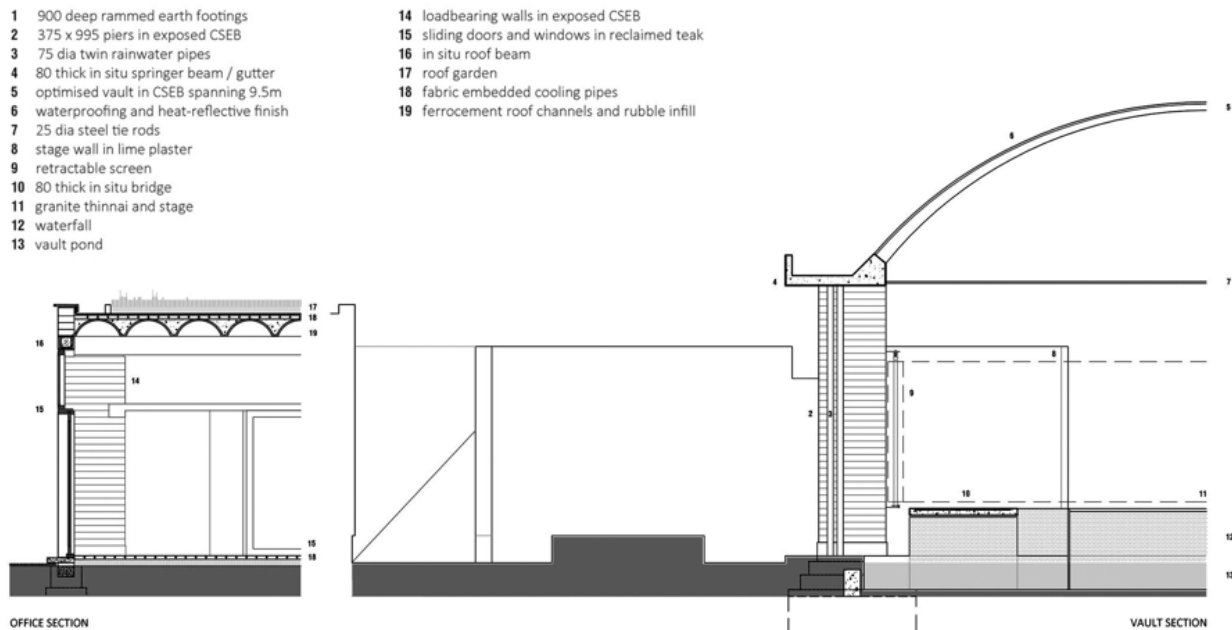 1 900 deep rammed earth footings
2 375 x 995 piers in exposed CSEB
3 75 dia twin rainwater pipes
4 80 thick in situ springer beam / gutter
5 optimised vault in CSEB spanning 9.5m
6 waterproofing and heat-reflective finish
7 25 dia steel tie rods
8 stage wall in lime plaster
9 retractable screen
10 80 thick in situ bridge
11 granite thinnai and stage
12 waterfall
13 vault pond
14 loadbearing walls in exposed CSEB
15 sliding doors and windows in reclaimed teak
16 in situ roof beam
17 roof garden
18 fabric embedded cooling pipes
19 ferrocement roof channels and rubble infill
17
18
19
16
14
15
15
18
OFFICE SECTION
5
6
4
7
8
9
2
3
10
11
12
13
VAULT SECTION